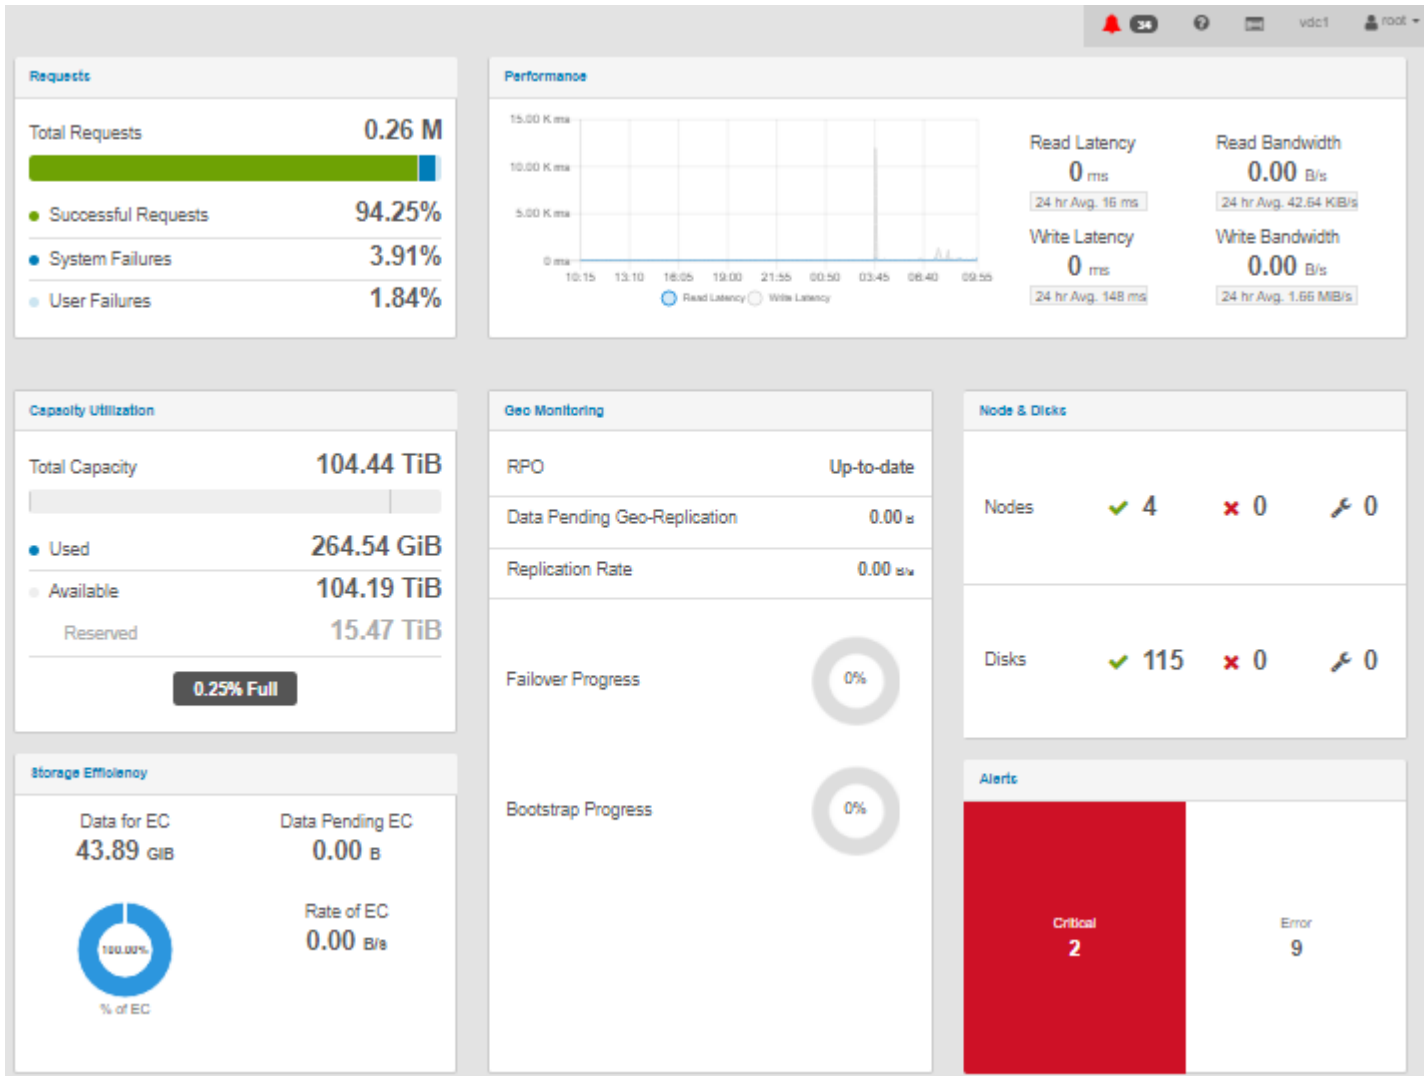 34 vdc1 root
Requests
Total Requests 0.26 M
Successful Requests 94.25%
System Failures 3.91%
User Failures 1.84%
Performance
15.00 K ms
10.00 K ms
5.00 K ms
0 ms
10:15 13:10 16:05 19:00 21:55 00:50 03:45 06:40 09:55
Read Latency Write Latency
Read Latency
0 ms
24 hr Avg. 16 ms
Read Bandwidth
0.00 B/s
24 hr Avg. 42.64 KiB/s
Write Latency
0 ms
24 hr Avg. 148 ms
Write Bandwidth
0.00 B/s
24 hr Avg. 1.66 MiB/s
Capacity Utilization
Total Capacity 104.44 TiB
Used 264.54 GiB
Available 104.19 TiB
Reserved 15.47 TiB
0.25% Full
Geo Monitoring
RPO Up-to-date
Data Pending Geo-Replication 0.00 B
Replication Rate 0.00 B/s
Failover Progress 0%
Bootstrap Progress 0%
Node & Disks
Nodes 4 0 0
Disks 115 0 0
Storage Efficiency
Data for EC
43.89 GiB
Data Pending EC
0.00 B
100.00%
% of EC
Rate of EC
0.00 B/s
Alerts
Critical
2
Error
9